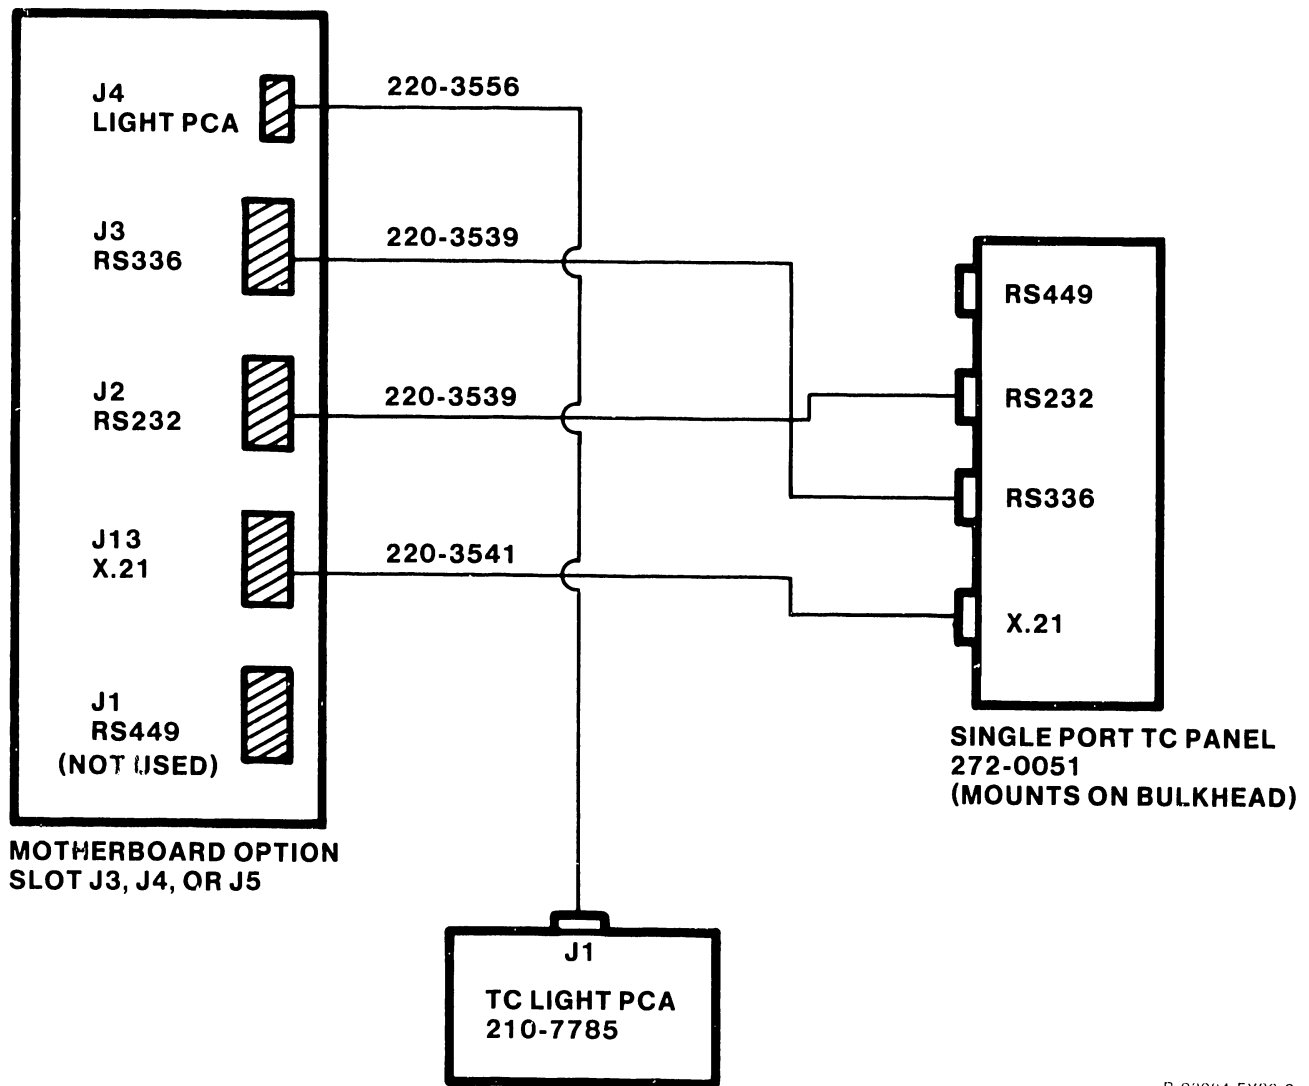 J4
LIGHT PCA
220-3556
J3
RS336
220-3539
J2
RS232
220-3539
J13
X.21
220-3541
J1
RS449
(NOT USED)
MOTHERBOARD OPTION
SLOT J3, J4, OR J5
RS449
RS232
RS336
X.21
SINGLE PORT TC PANEL
272-0051
(MOUNTS ON BULKHEAD)
J1
TC LIGHT PCA
210-7785